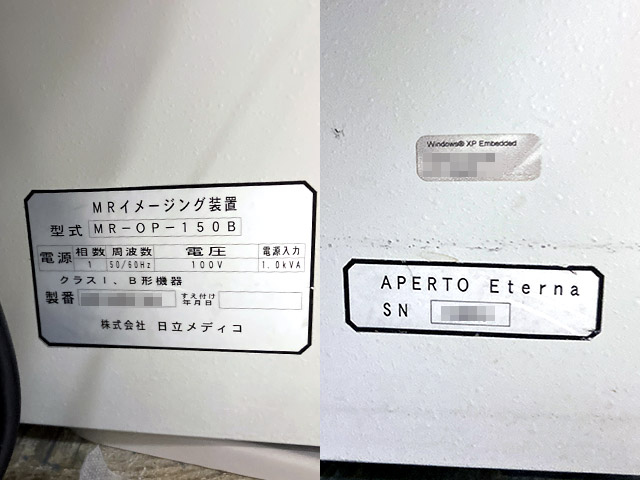 MRイメージング装置
型式 MR-OP-150B
電源 相数 周波数 電圧 電源入力
1 50/60Hz 100V 1.0kVA
クラスI、B形機器
製番 すえ付け年月日
株式会社 日立メディコ
Windows® XP Embedded
APERTO Eterna
SN